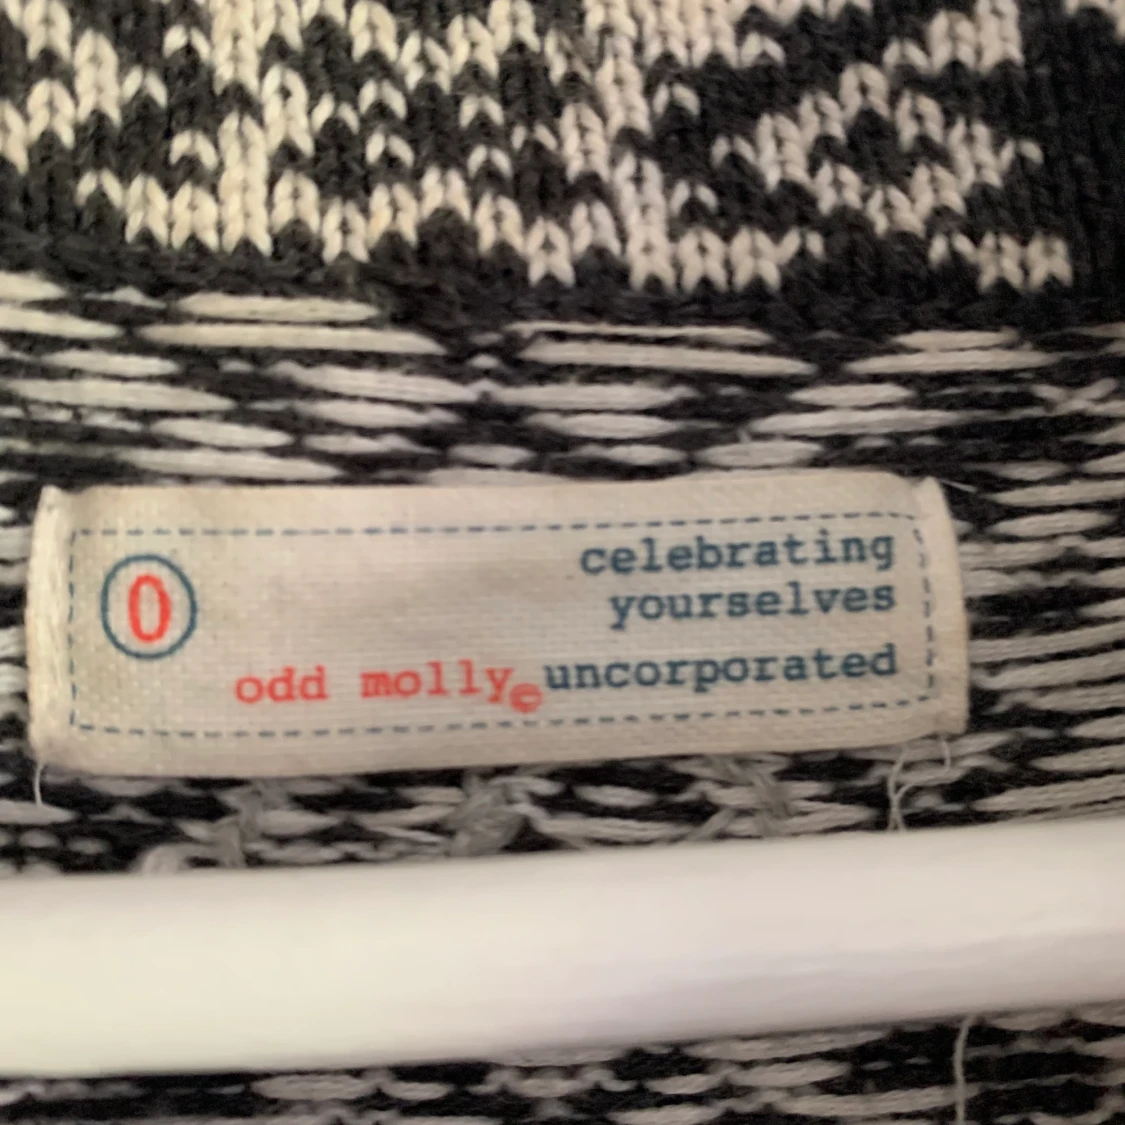 0
celebrating
yourselves
odd molly© uncorporated